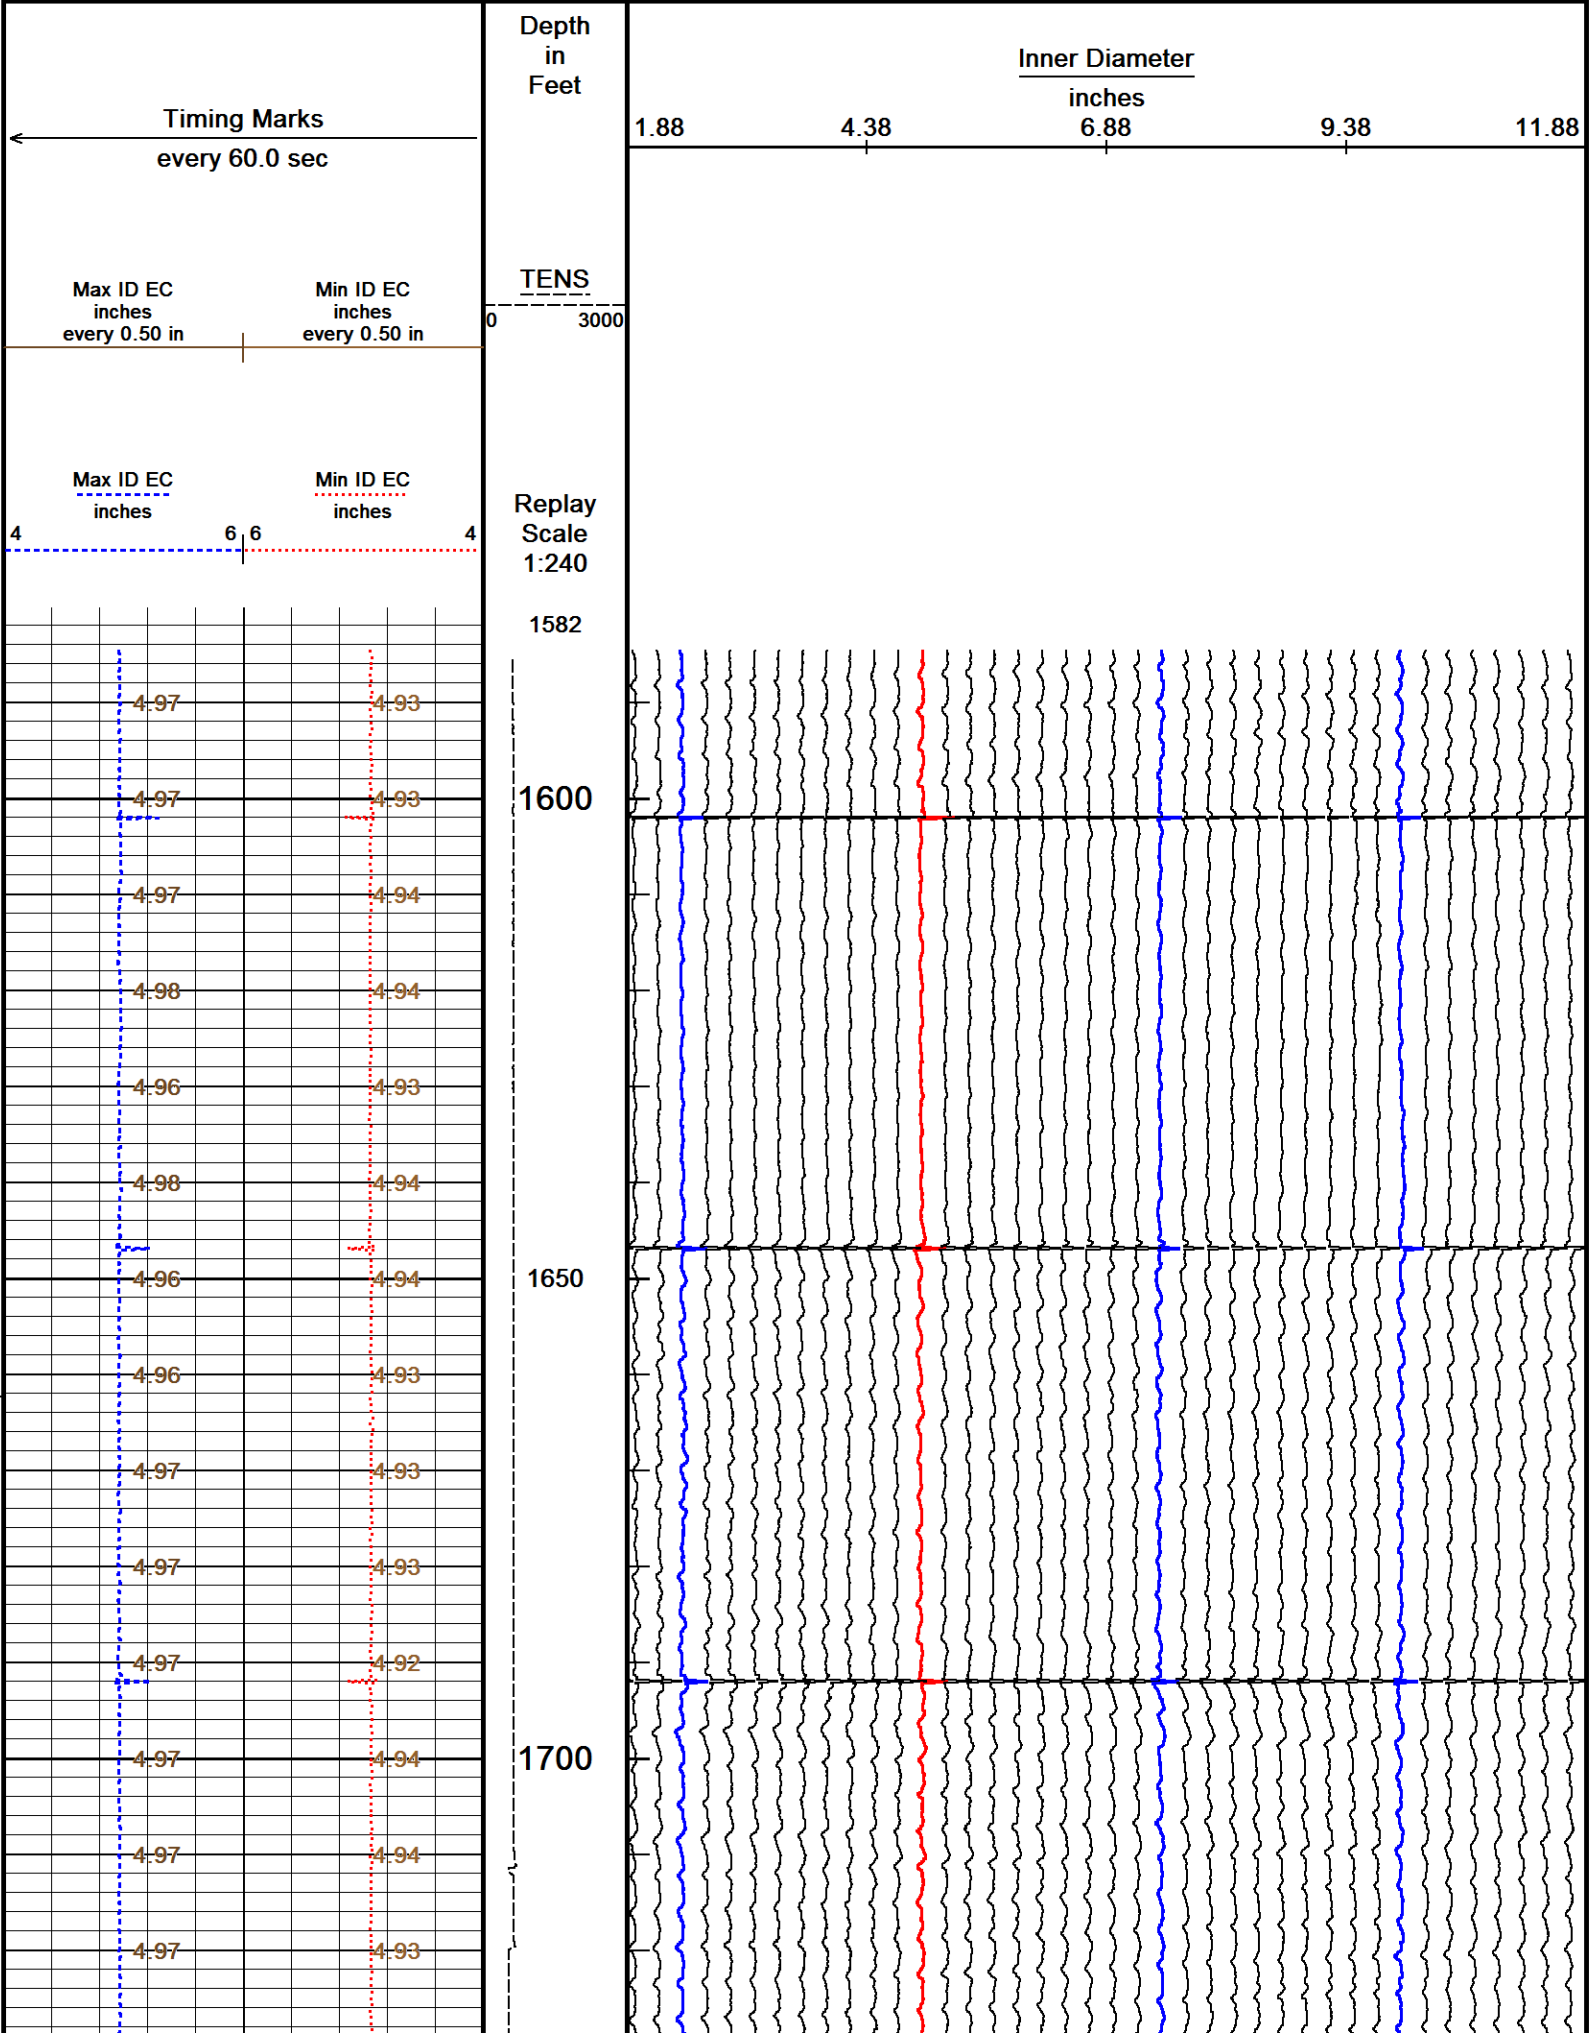 Timing Marks
every 60.0 sec
Max ID EC
inches
every 0.50 in
Min ID EC
inches
every 0.50 in
Max ID EC
inches
4 6
Min ID EC
inches
6 4
Depth
in
Feet
TENS
0 3000
Replay
Scale
1:240
1582
Inner Diameter
inches
1.88 4.38 6.88 9.38 11.88
4.97 4.93
4.97 4.93 1600
4.97 4.94
4.98 4.94
4.96 4.93
4.98 4.94
4.96 4.94 1650
4.96 4.93
4.97 4.93
4.97 4.93
4.97 4.92
4.97 4.94 1700
4.97 4.94
4.97 4.93